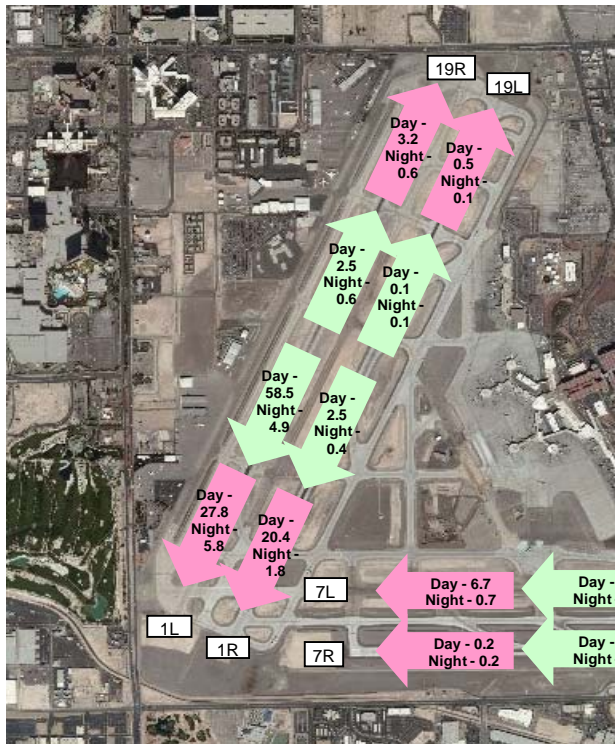 19R
19L
Day -
3.2
Night -
0.6
Day -
0.5
Night -
0.1
Day -
2.5
Night -
0.6
Day -
0.1
Night -
0.1
Day -
58.5
Night -
4.9
Day -
2.5
Night -
0.4
Day -
27.8
Night -
5.8
Day -
20.4
Night -
1.8
7L
Day - 6.7
Night - 0.7
Day -
Night
1L
1R
7R
Day - 0.2
Night - 0.2
Day -
Night